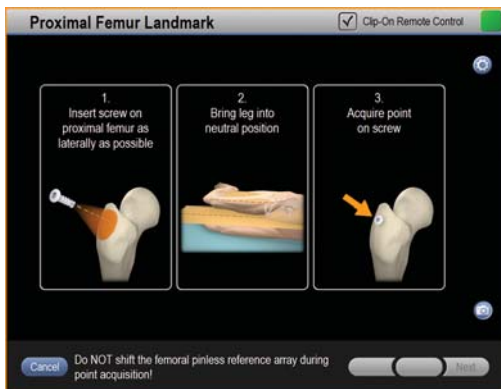 Proximal Femur Landmark
Clip-On Remote Control
1.
Insert screw on
proximal femur as
laterally as possible
2.
Bring leg into
neutral position
3.
Acquire point
on screw
Cancel
Do NOT shift the femoral pinless reference array during
point acquisition!
Next